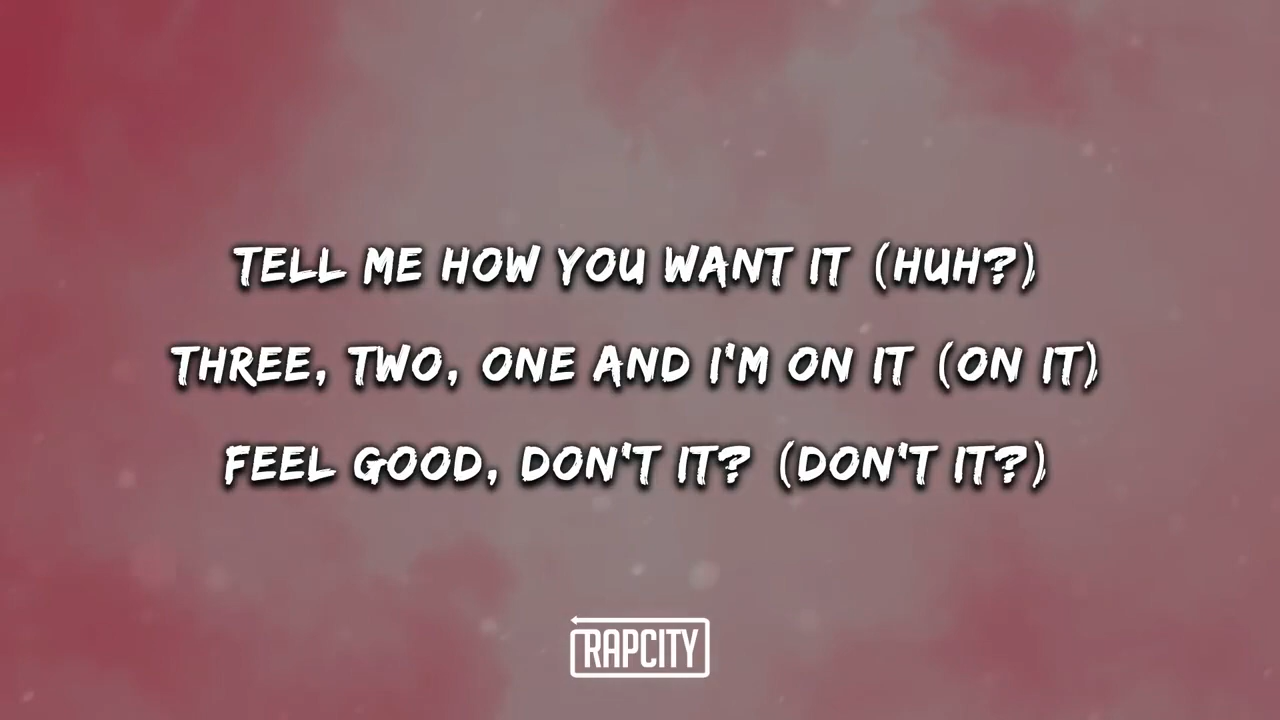 TELL ME HOW YOU WANT IT (HUH?)
THREE, TWO, ONE AND I'M ON IT (ON IT)
FEEL GOOD, DON'T IT? (DON'T IT?)
RAPCITY